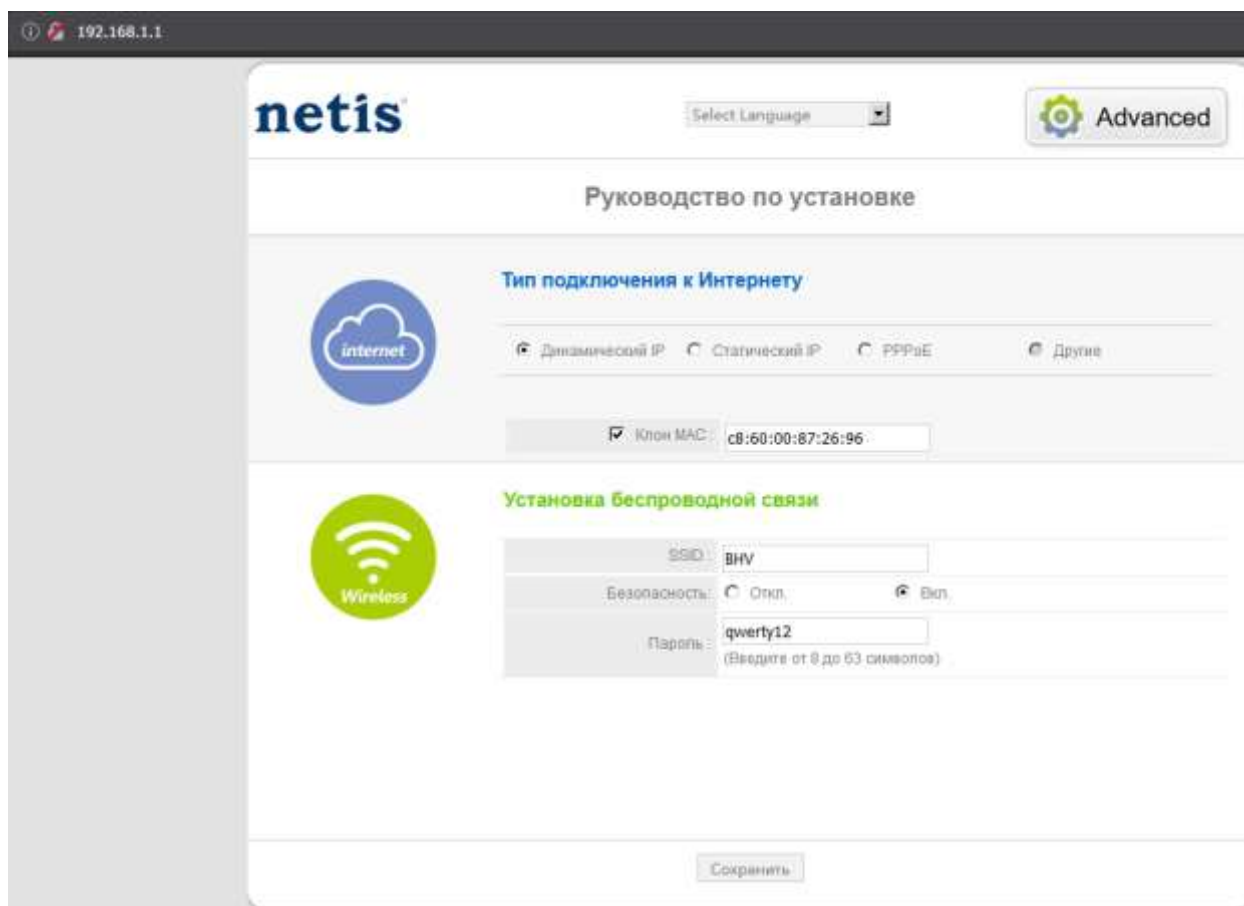 192.168.1.1
netis
Select Language
Advanced
Руководство по установке
internet
Тип подключения к Интернету
Динамический IP Статический IP PPPoE Другие
Клон MAC : c8:60:00:87:26:96
Wireless
Установка беспроводной связи
SSID : BHV
Безопасность: Откл. Вкл.
Пароль : qwerty12
(Введите от 8 до 63 символов)
Сохранить